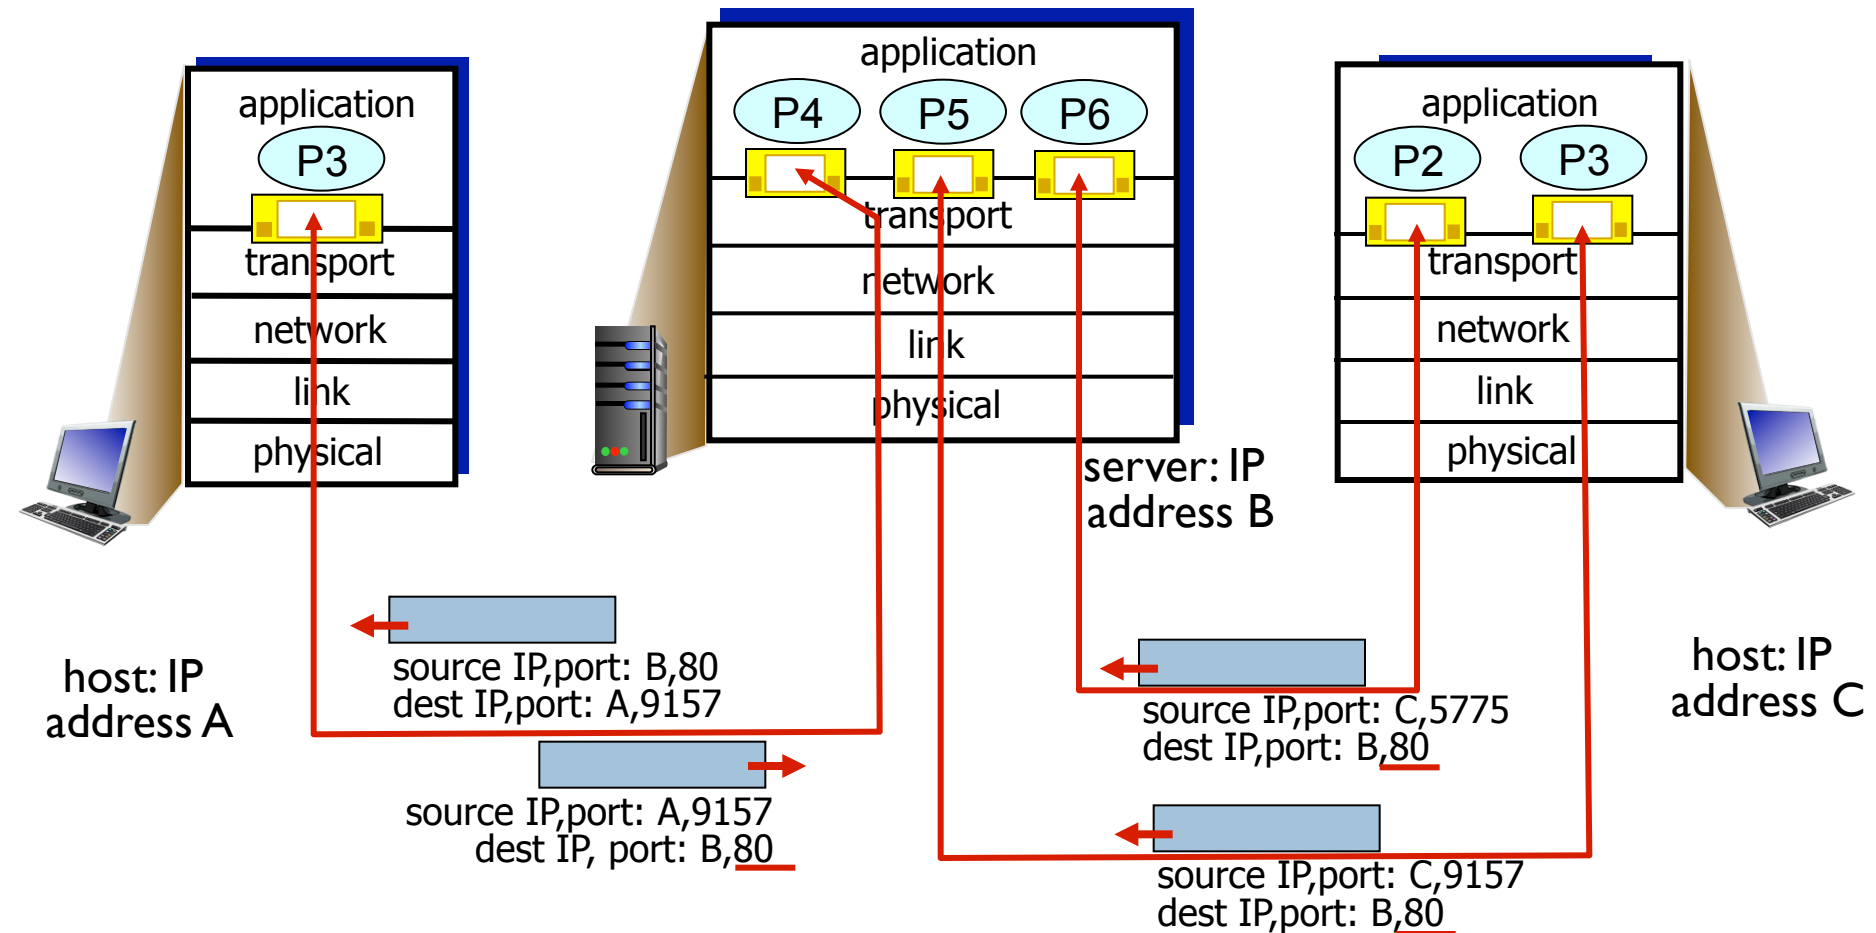 application
P3
transport
network
link
physical
host: IP
address A
application
P4 P5 P6
transport
network
link
physical
server: IP
address B
application
P2 P3
transport
network
link
physical
host: IP
address C
source IP,port: B,80
dest IP,port: A,9157
source IP,port: A,9157
dest IP, port: B,80
source IP,port: C,5775
dest IP,port: B,80
source IP,port: C,9157
dest IP,port: B,80